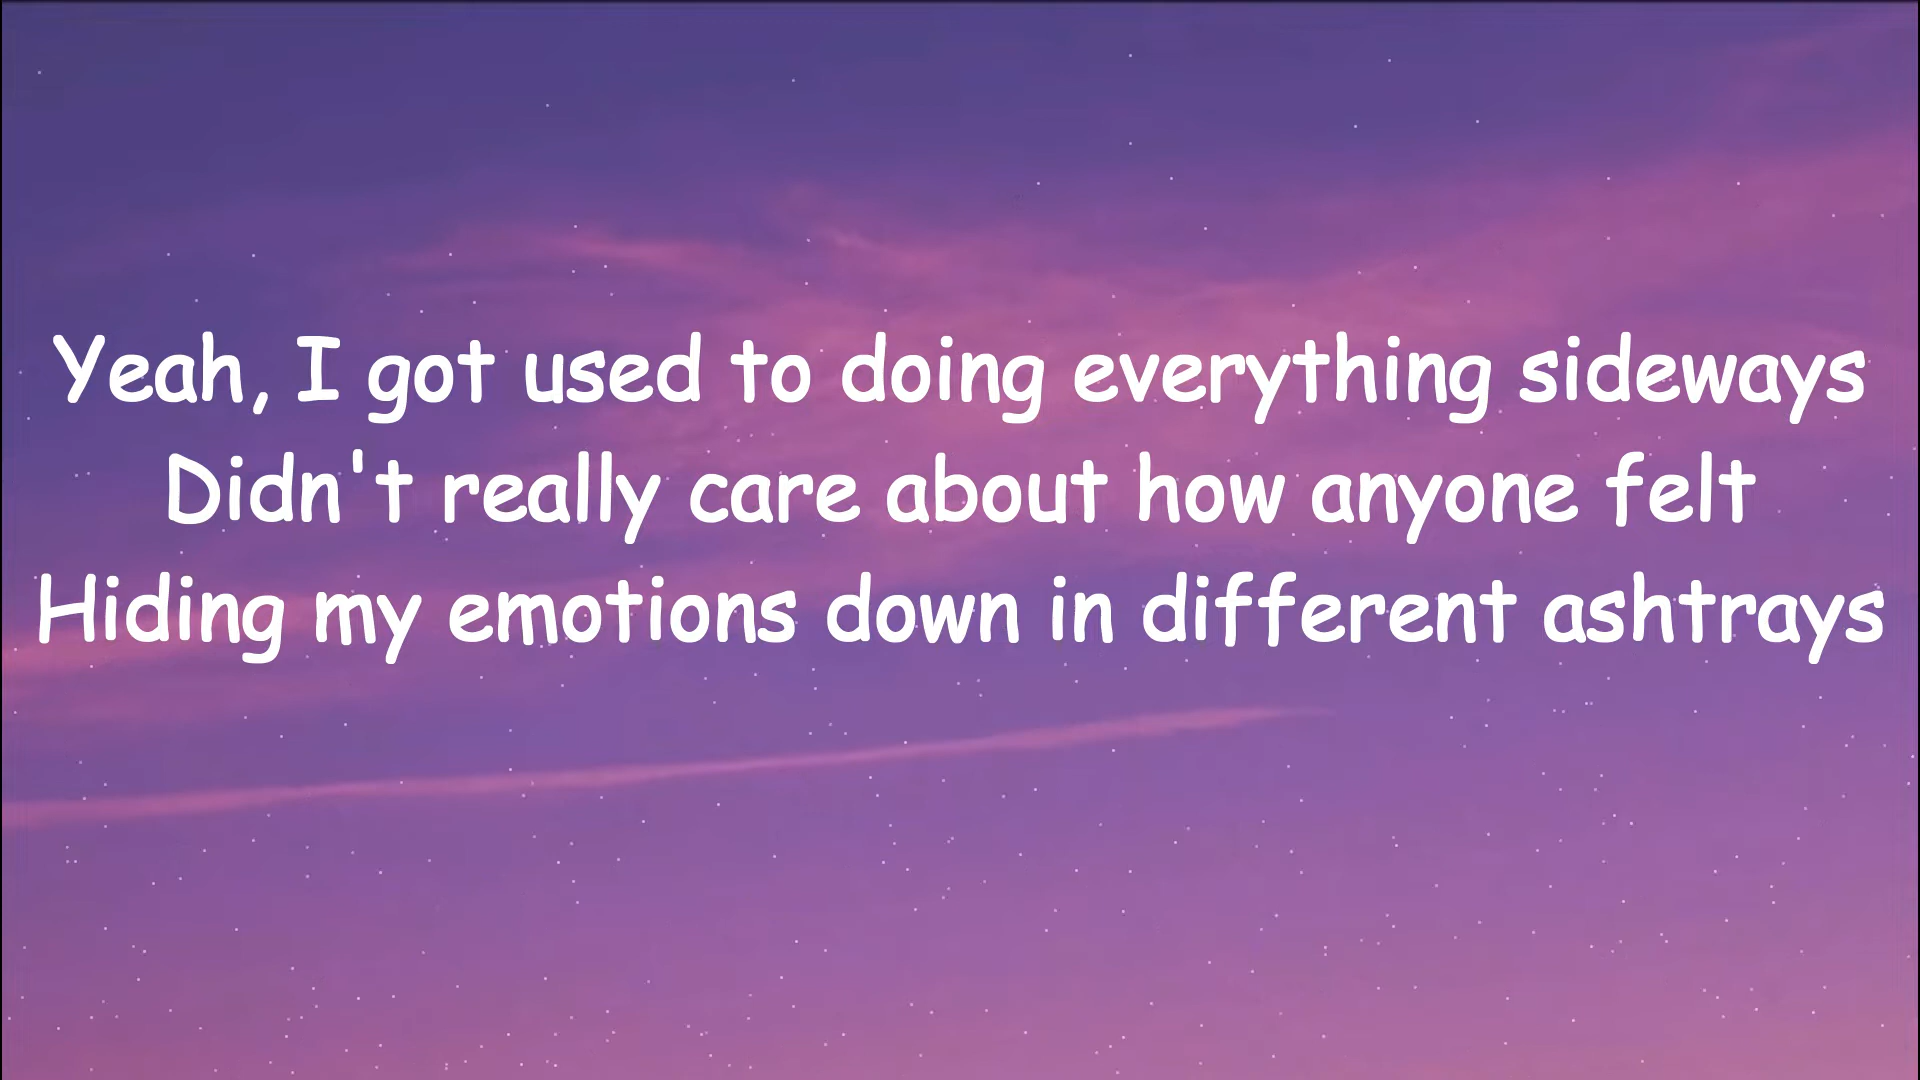 Yeah, I got used to doing everything sideways
Didn't really care about how anyone felt
Hiding my emotions down in different ashtrays